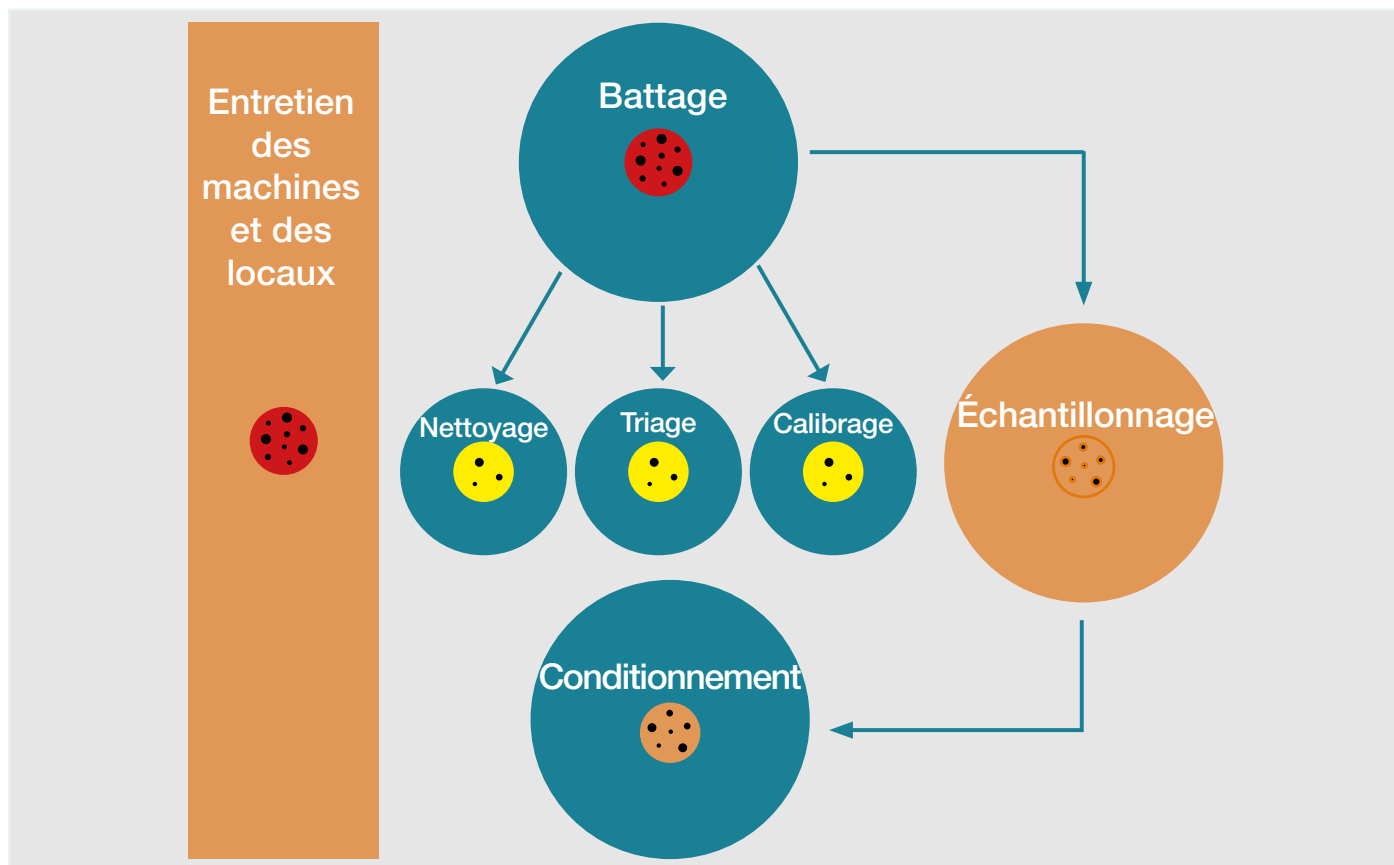 Entretien
des
machines
et des
locaux
Battage
Nettoyage
Triage
Calibrage
Échantillonnage
Conditionnement